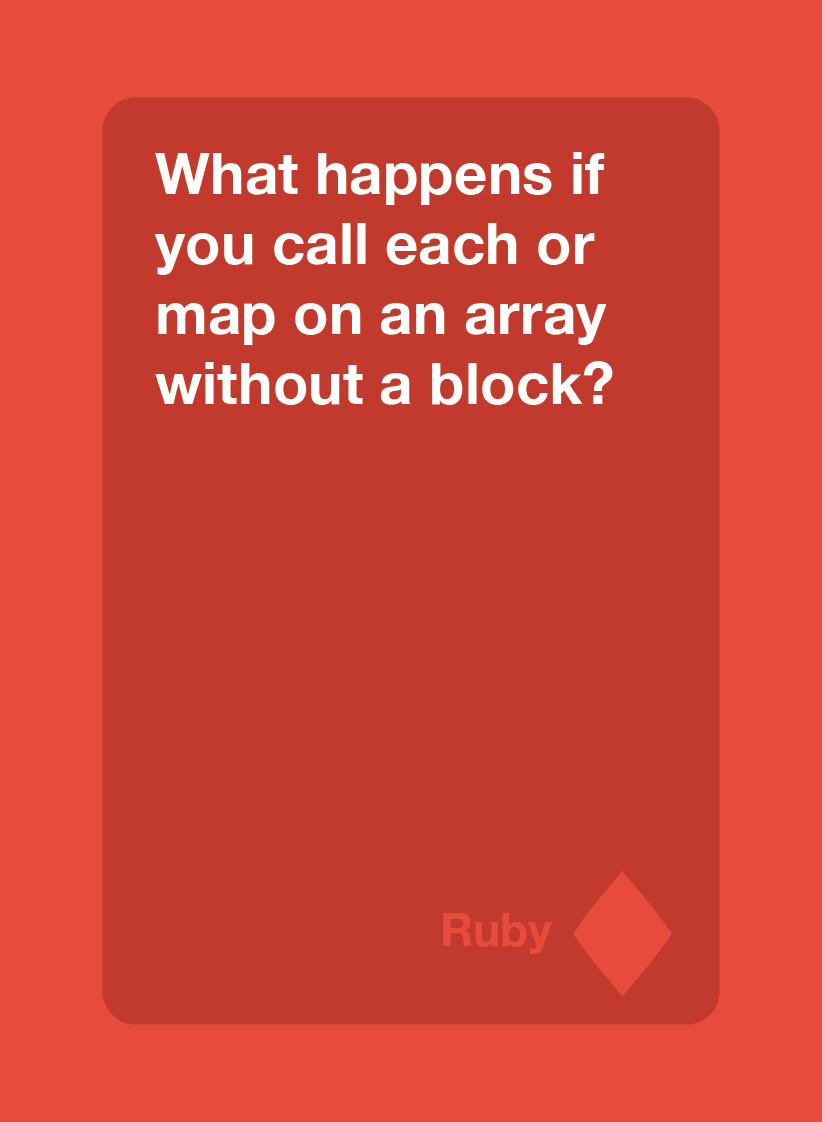 What happens if
you call each or
map on an array
without a block?
Ruby